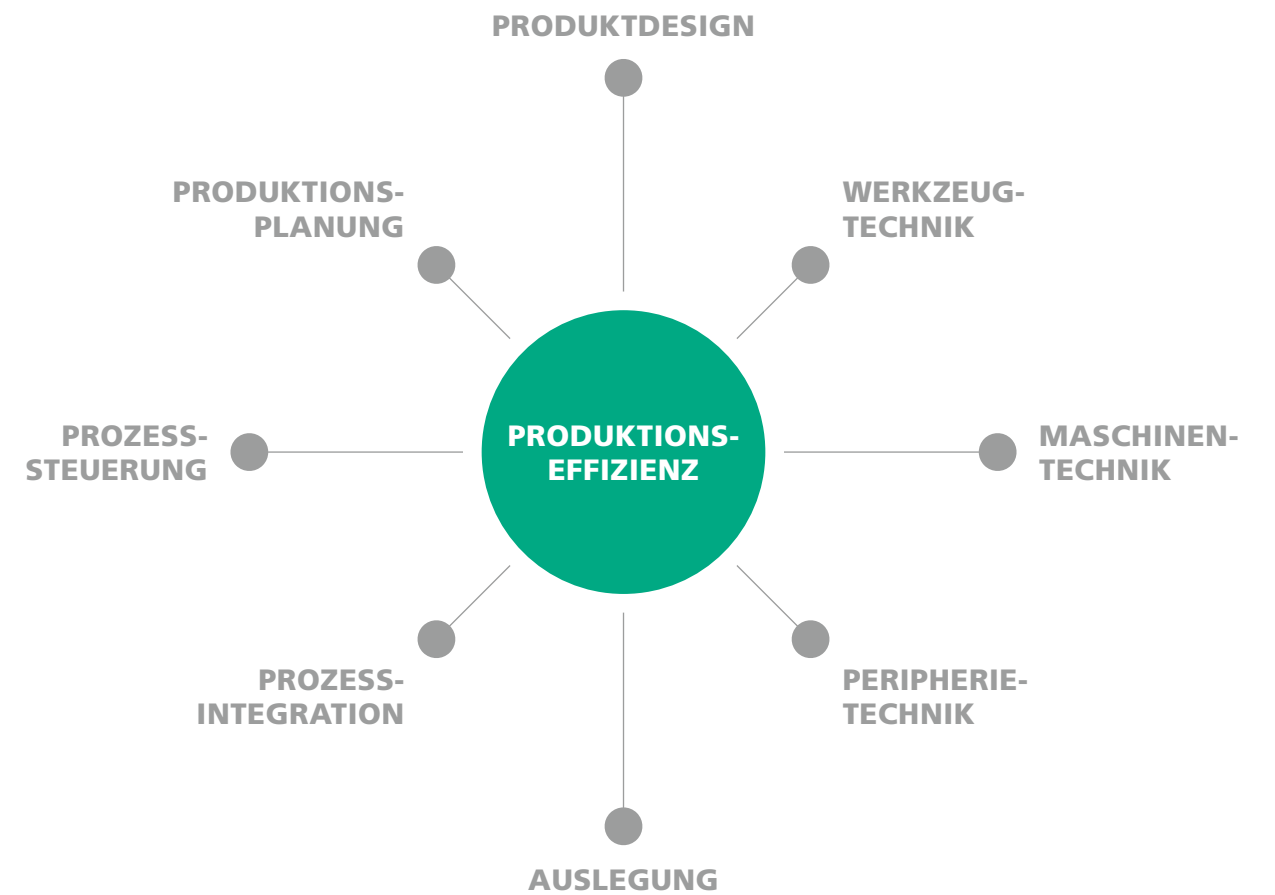 PRODUKTDESIGN
PRODUKTIONS-
PLANUNG
WERKZEUG-
TECHNIK
PROZESS-
STEUERUNG
PRODUKTIONS-
EFFIZIENZ
MASCHINEN-
TECHNIK
PROZESS-
INTEGRATION
PERIPHERIE-
TECHNIK
AUSLEGUNG